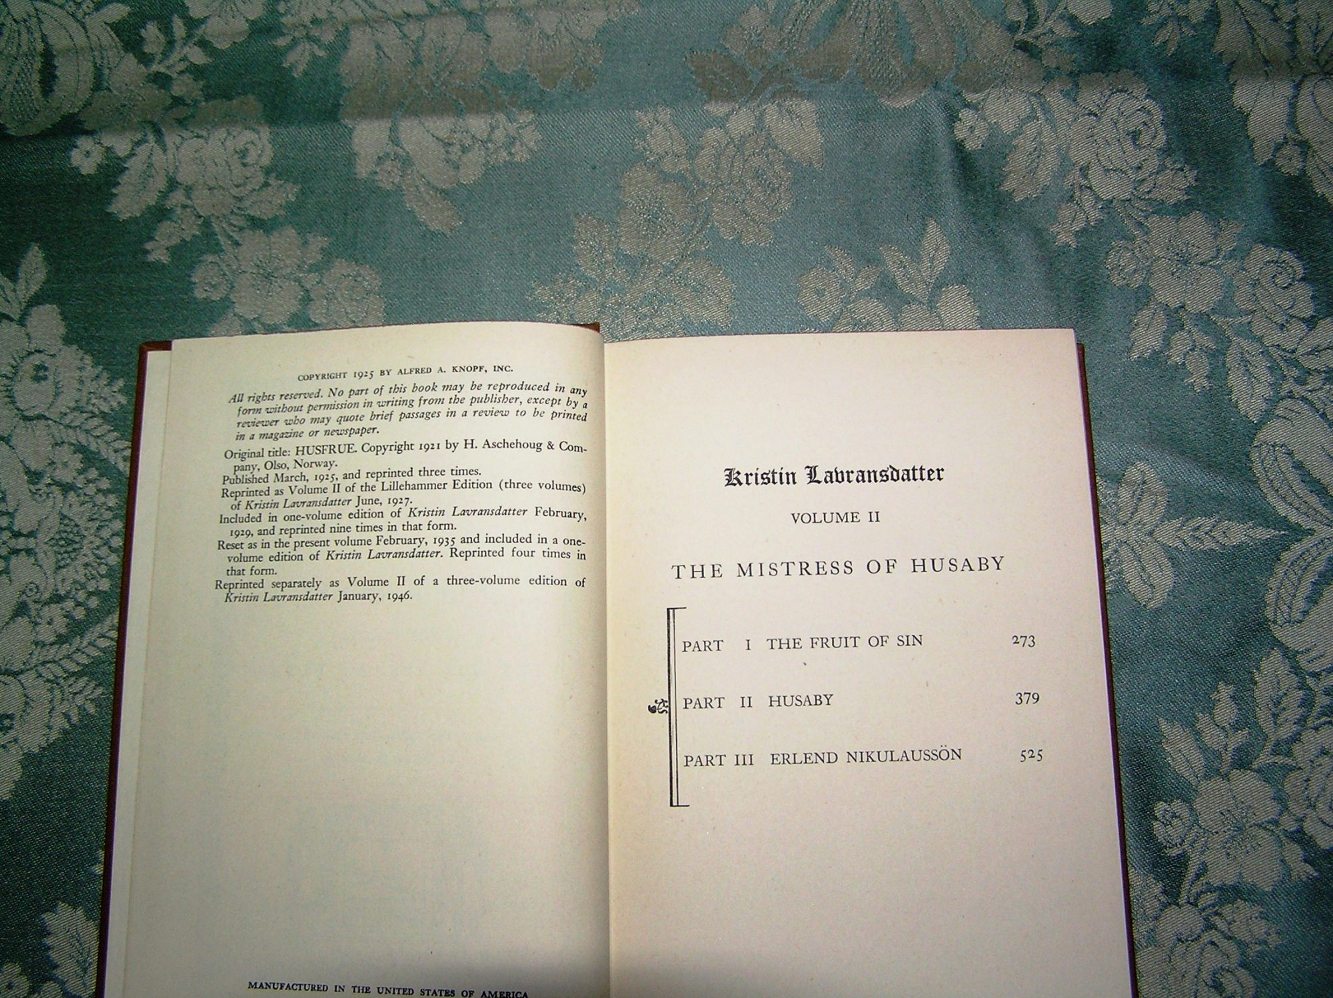 COPYRIGHT 1925 BY ALFRED A. KNOPF, INC.
All rights reserved. No part of this book may be reproduced in any
form without permission in writing from the publisher, except by a
reviewer who may quote brief passages in a review to be printed
in a magazine or newspaper.
Original title: HUSFRUE. Copyright 1921 by H. Aschehoug & Com-
pany, Olso, Norway.
Published March, 1925, and reprinted three times.
Reprinted as Volume II of the Lillehammer Edition (three volumes)
of Kristin Lavransdatter June, 1927.
Included in one-volume edition of Kristin Lavransdatter February,
1929, and reprinted nine times in that form.
Reset as in the present volume February, 1935 and included in a one-
volume edition of Kristin Lavransdatter. Reprinted four times in
that form.
Reprinted separately as Volume II of a three-volume edition of
Kristin Lavransdatter January, 1946.
MANUFACTURED IN THE UNITED STATES OF AMERICA
Kristin Lavransdatter
VOLUME II
THE MISTRESS OF HUSABY
PART I THE FRUIT OF SIN 273
PART II HUSABY 379
PART III ERLEND NIKULAUSSÖN 525